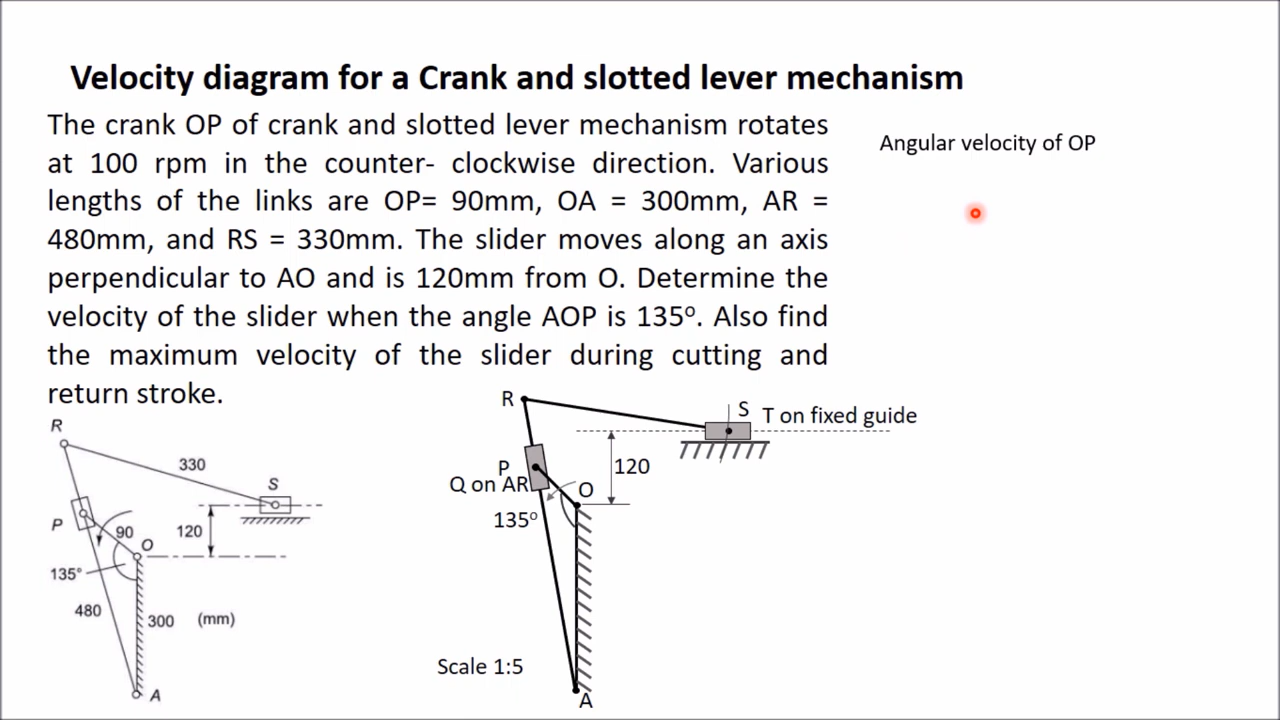 Velocity diagram for a Crank and slotted lever mechanism
The crank OP of crank and slotted lever mechanism rotates
at 100 rpm in the counter- clockwise direction. Various
lengths of the links are OP= 90mm, OA = 300mm, AR =
480mm, and RS = 330mm. The slider moves along an axis
perpendicular to AO and is 120mm from O. Determine the
velocity of the slider when the angle AOP is 135º. Also find
the maximum velocity of the slider during cutting and
return stroke.
Angular velocity of OP
R
330
S
P
90
120
O
135°
480
300
(mm)
A
R
S
T on fixed guide
P
120
Q on AR
O
135º
Scale 1:5
A